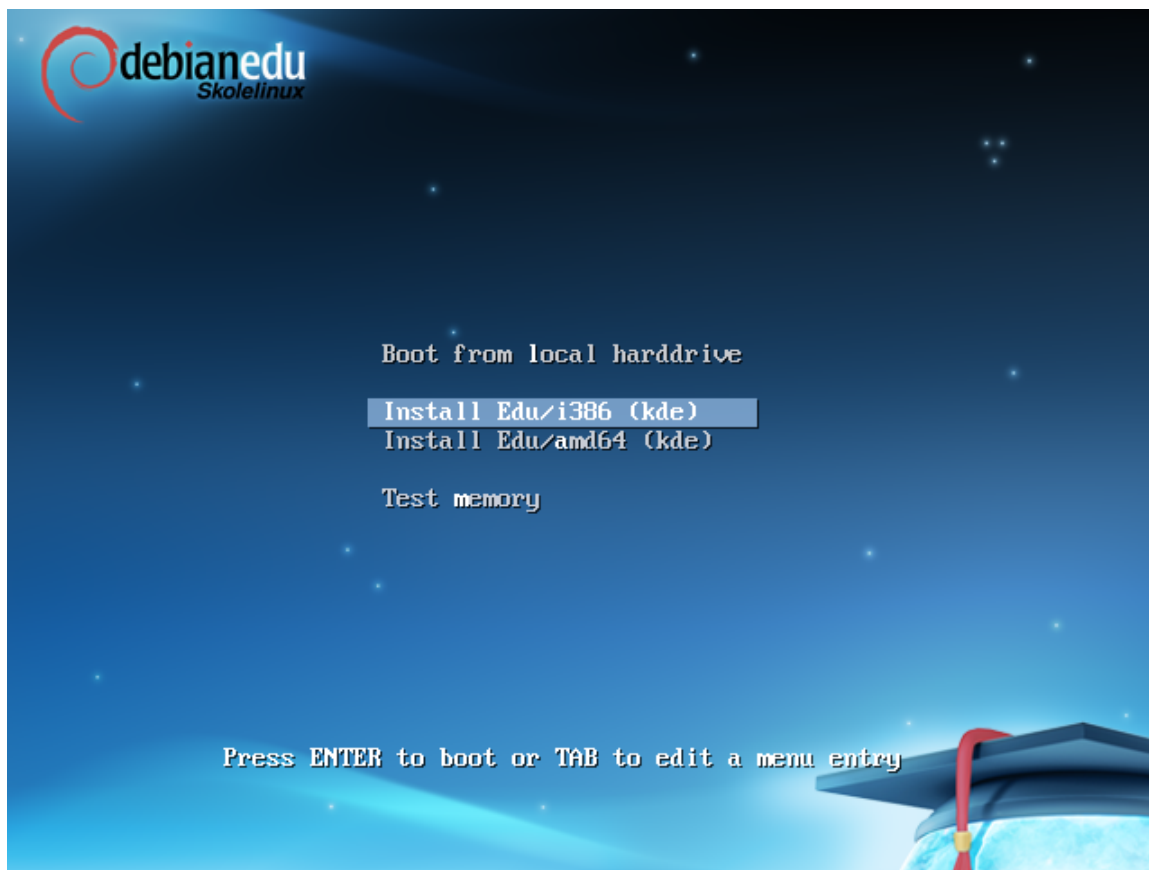 debianedu
Skolelinux
Boot from local harddrive
Install Edu/i386 (kde)
Install Edu/amd64 (kde)
Test memory
Press ENTER to boot or TAB to edit a menu entry